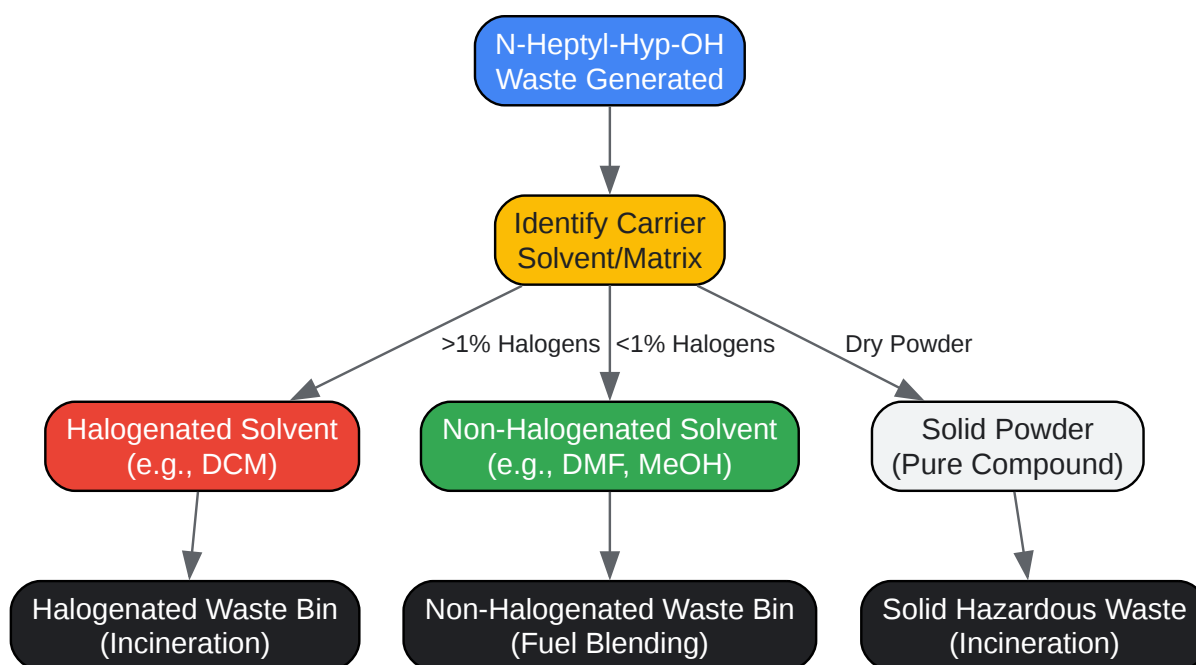 N-Heptyl-Hyp-OH
Waste Generated
Identify Carrier
Solvent/Matrix
>1% Halogens
<1% Halogens
Dry Powder
Halogenated Solvent
(e.g., DCM)
Non-Halogenated Solvent
(e.g., DMF, MeOH)
Solid Powder
(Pure Compound)
Halogenated Waste Bin
(Incineration)
Non-Halogenated Waste Bin
(Fuel Blending)
Solid Hazardous Waste
(Incineration)